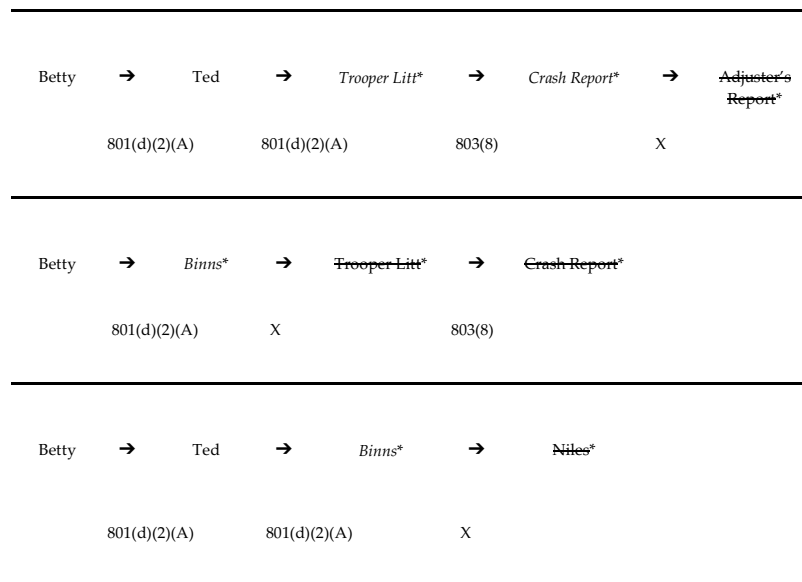 Betty ➔ Ted ➔ Trooper Litt* ➔ Crash Report* ➔ Adjuster's
Report*
801(d)(2)(A) 801(d)(2)(A) 803(8) X
Betty ➔ Binns* ➔ Trooper Litt* ➔ Crash Report*
801(d)(2)(A) X 803(8)
Betty ➔ Ted ➔ Binns* ➔ Niles*
801(d)(2)(A) 801(d)(2)(A) X